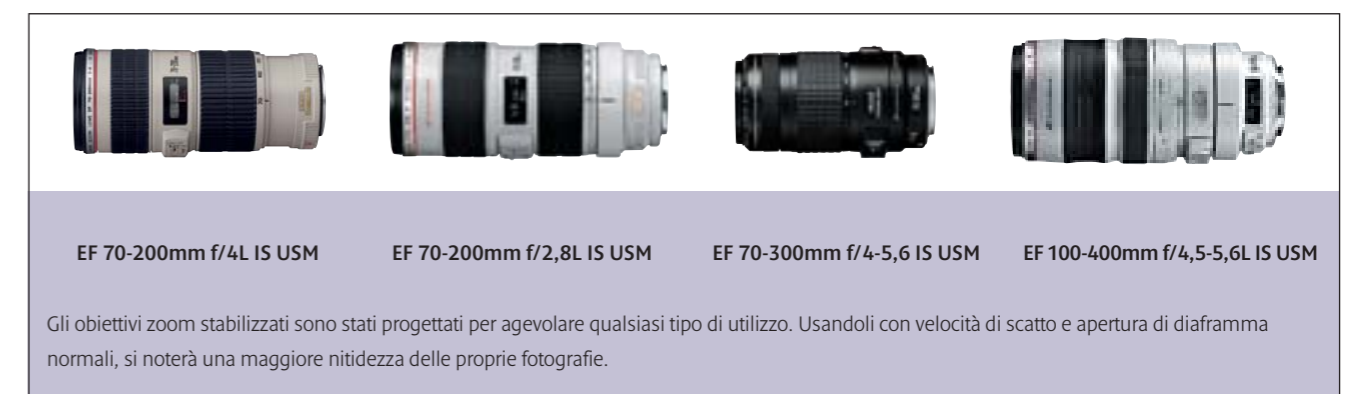 EF 70-200mm f/4L IS USM
EF 70-200mm f/2,8L IS USM
EF 70-300mm f/4-5,6 IS USM
EF 100-400mm f/4,5-5,6L IS USM
Gli obiettivi zoom stabilizzati sono stati progettati per agevolare qualsiasi tipo di utilizzo. Usandoli con velocità di scatto e apertura di diaframma
normali, si noterà una maggiore nitidezza delle proprie fotografie.